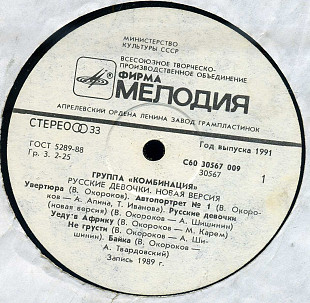 МИНИСТЕРСТВО
КУЛЬТУРЫ СССР
ВСЕСОЮЗНОЕ ТВОРЧЕСКО-
ПРОИЗВОДСТВЕННОЕ ОБЪЕДИНЕНИЕ
ФИРМА
МЕЛОДИЯ
АПРЕЛЕВСКИЙ ОРДЕНА ЛЕНИНА ЗАВОД ГРАМПЛАСТИНОК
СТЕРЕО 33
Год выпуска 1991
ГОСТ 5289-88
Гр. 3. 2-25
С60 30567 009
30567
1
ГРУППА «КОМБИНАЦИЯ»
РУССКИЕ ДЕВОЧКИ. НОВАЯ ВЕРСИЯ
Увертюра (В. Окороков). Автопортрет № 1 (В. Окоро-
ков — А. Апина, Т. Иванова). Русские девочки
(новая версия) (В. Окороков — А. Шишинин)
Уеду в Африку (В. Окороков — М. Карем)
Не грусти (В. Окороков — А. Ши-
шинин). Байка (В. Окороков —
А. Твардовский)
Запись 1989 г.